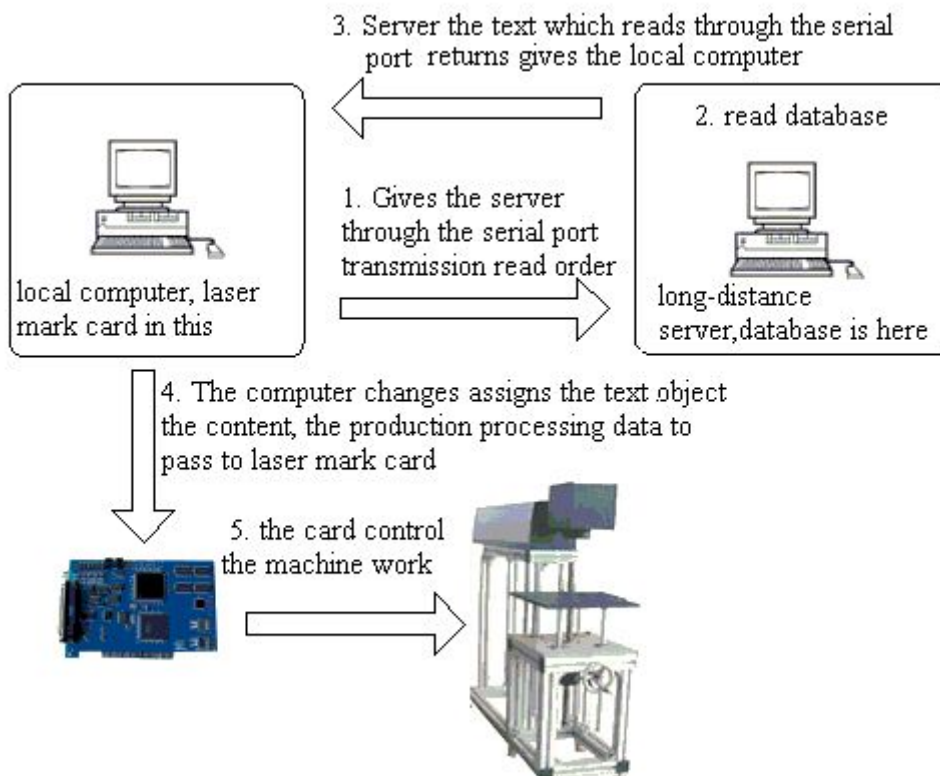 3. Server the text which reads through the serial
port returns gives the local computer
2. read database
1. Gives the server
through the serial port
transmission read order
local computer, laser
mark card in this
long-distance
server,database is here
4. The computer changes assigns the text object
the content, the production processing data to
pass to laser mark card
5. the card control
the machine work